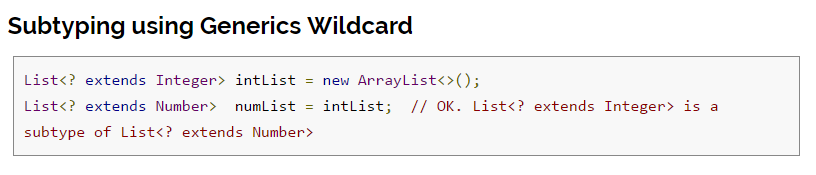 Subtyping using Generics Wildcard
List<? extends Integer> intList = new ArrayList<>();
List<? extends Number>  numList = intList;  // OK. List<? extends Integer> is a
subtype of List<? extends Number>